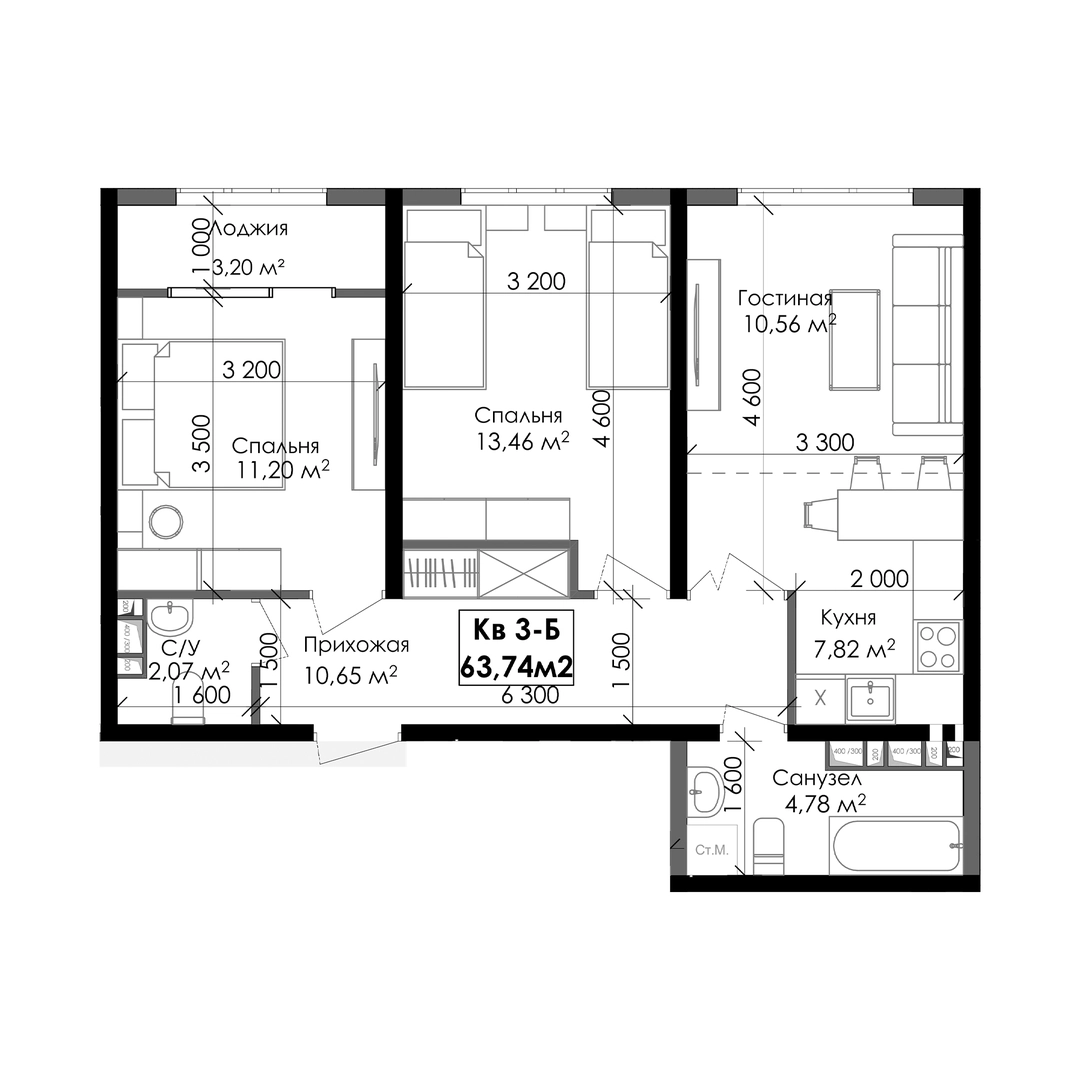 Лоджия
1 000
3,20 м²
3 200
Гостиная
10,56 м²
3 200
4 600
3 500
Спальня
11,20 м²
Спальня
13,46 м²
4 600
3 300
2 000
Кухня
7,82 м²
X
200
400 /300
С/У
2,07 м²
1 600
1 500
Прихожая
10,65 м²
Кв 3-Б
63,74м2
6 300
1 500
400 /300
200
400 /300
200
200
1 600
Санузел
4,78 м²
Ст.М.